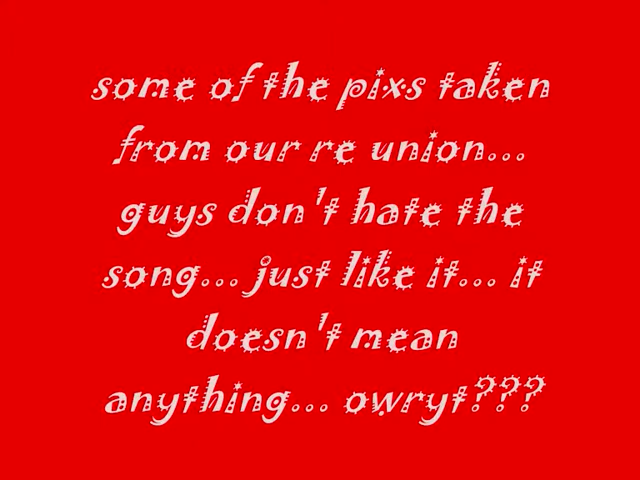 some of the pixs taken
from our re union...
guys don't hate the
song... just like it... it
doesn't mean
anything... owryt???